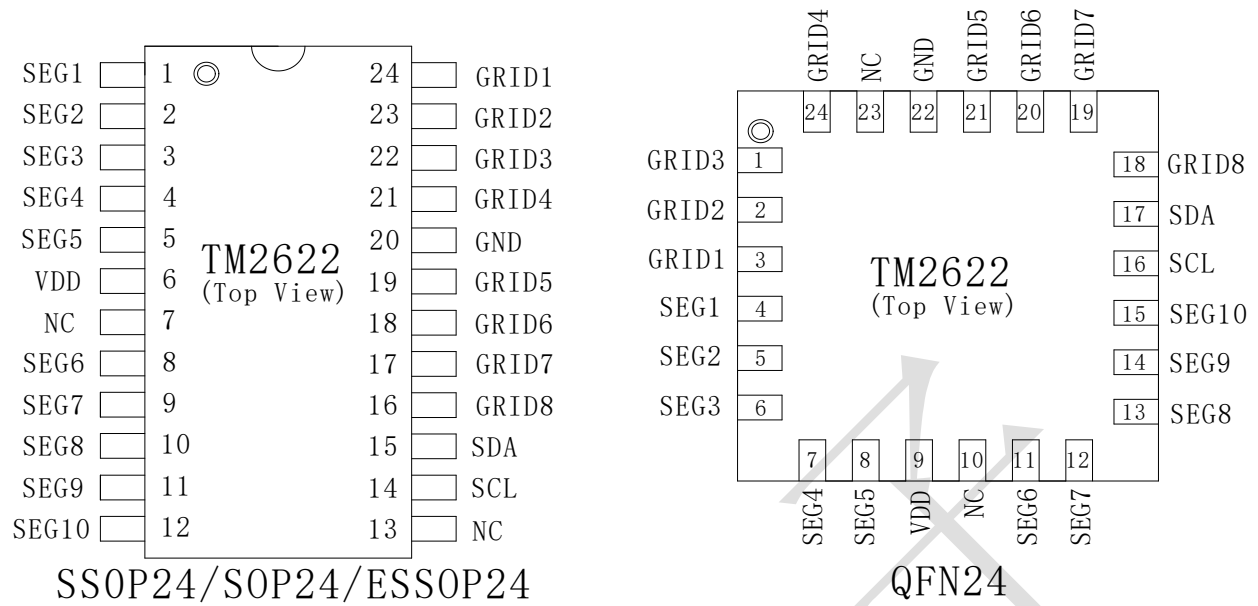 SEG1 1 24 GRID1
SEG2 2 23 GRID2
SEG3 3 22 GRID3
SEG4 4 21 GRID4
SEG5 5 20 GND
VDD 6 19 GRID5
NC 7 18 GRID6
SEG6 8 17 GRID7
SEG7 9 16 GRID8
SEG8 10 15 SDA
SEG9 11 14 SCL
SEG10 12 13 NC
TM2622
(Top View)
SSOP24/SOP24/ESSOP24
GRID4 NC GND GRID5 GRID6 GRID7
24 23 22 21 20 19
GRID3 1 18 GRID8
GRID2 2 17 SDA
GRID1 3 16 SCL
SEG1 4 15 SEG10
SEG2 5 14 SEG9
SEG3 6 13 SEG8
TM2622
(Top View)
7 8 9 10 11 12
SEG4 SEG5 VDD NC SEG6 SEG7
QFN24